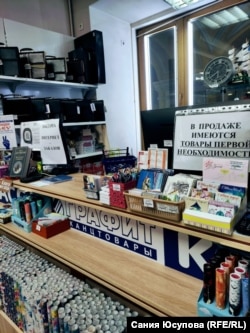 В ПРОДАЖЕ
ИМЕЮТСЯ
ТОВАРЫ ПЕРВОЙ
НЕОБХОДИМОСТИ
ГРАФИТ
КАНЦТОВАРЫ
Сания Юсупова (RFE/RL)